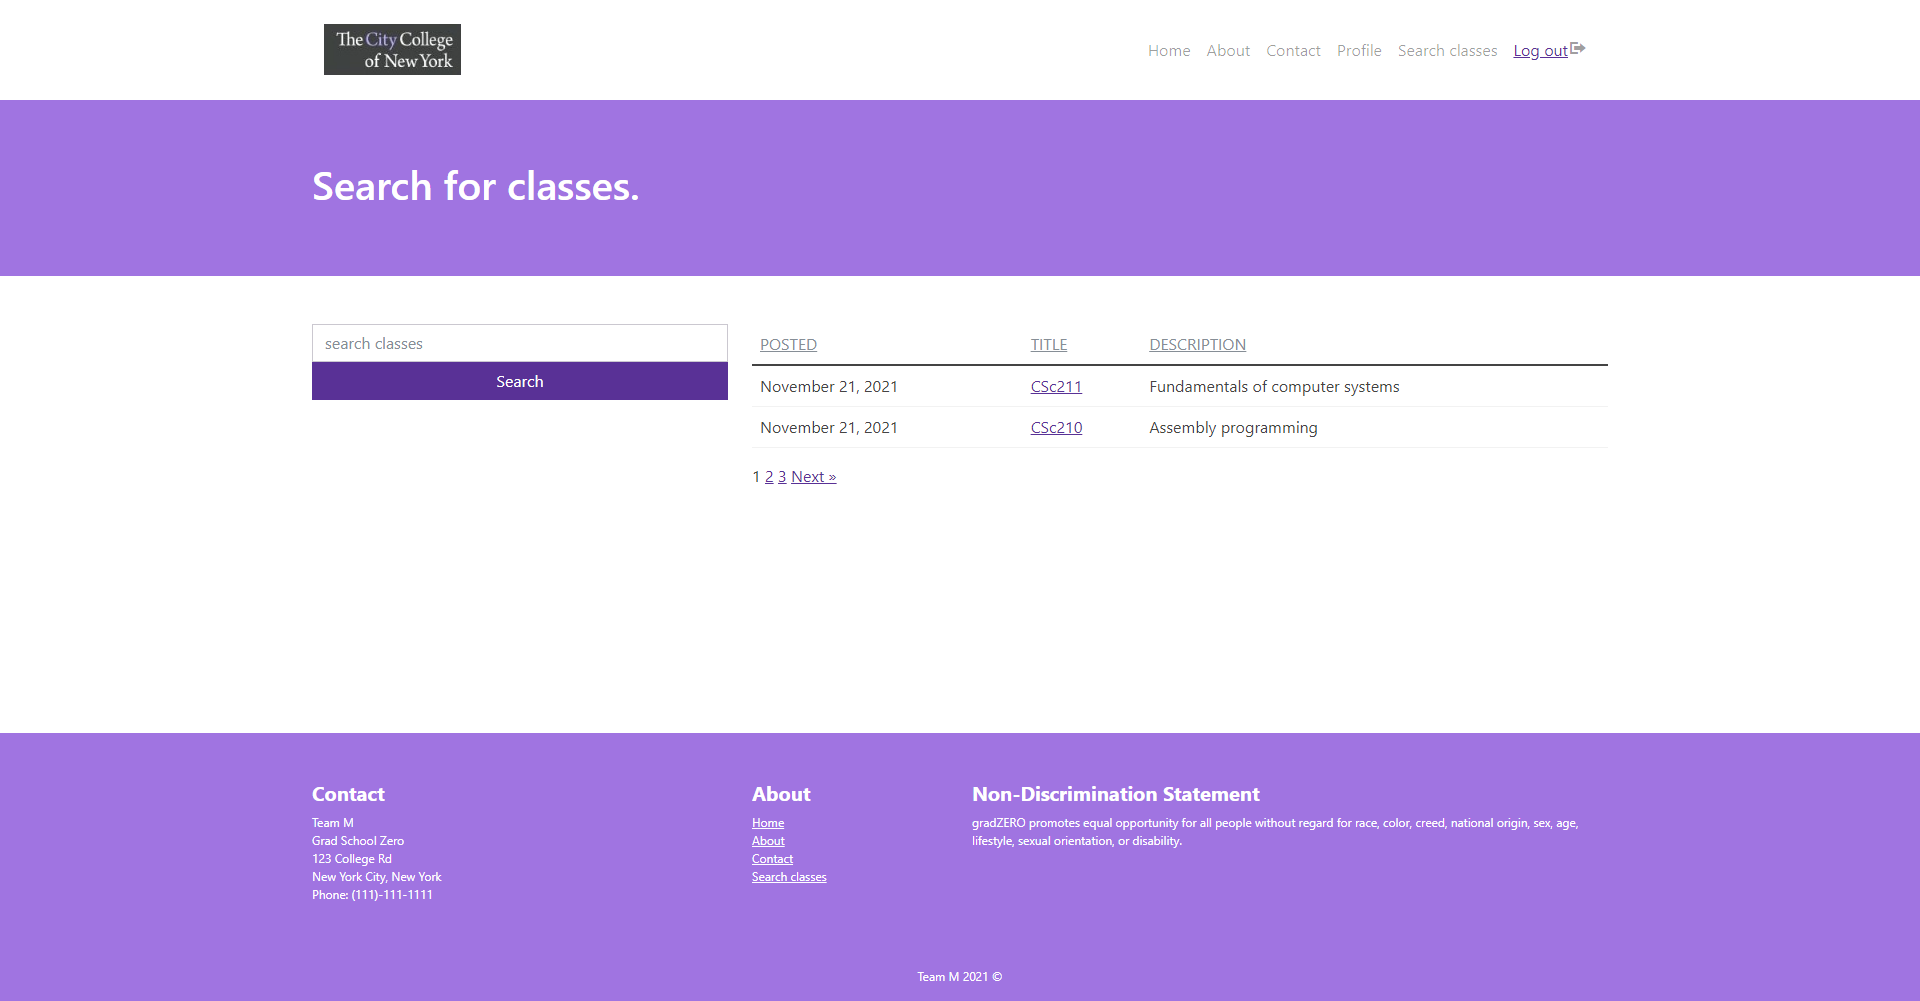 The City College
of New York
Home About Contact Profile Search classes Log out
Search for classes.
search classes
Search
POSTED TITLE DESCRIPTION
November 21, 2021 CSc211 Fundamentals of computer systems
November 21, 2021 CSc210 Assembly programming
1 2 3 Next »
Contact
Team M
Grad School Zero
123 College Rd
New York City, New York
Phone: (111)-111-1111
About
Home
About
Contact
Search classes
Non-Discrimination Statement
gradZERO promotes equal opportunity for all people without regard for race, color, creed, national origin, sex, age,
lifestyle, sexual orientation, or disability.
Team M 2021 ©